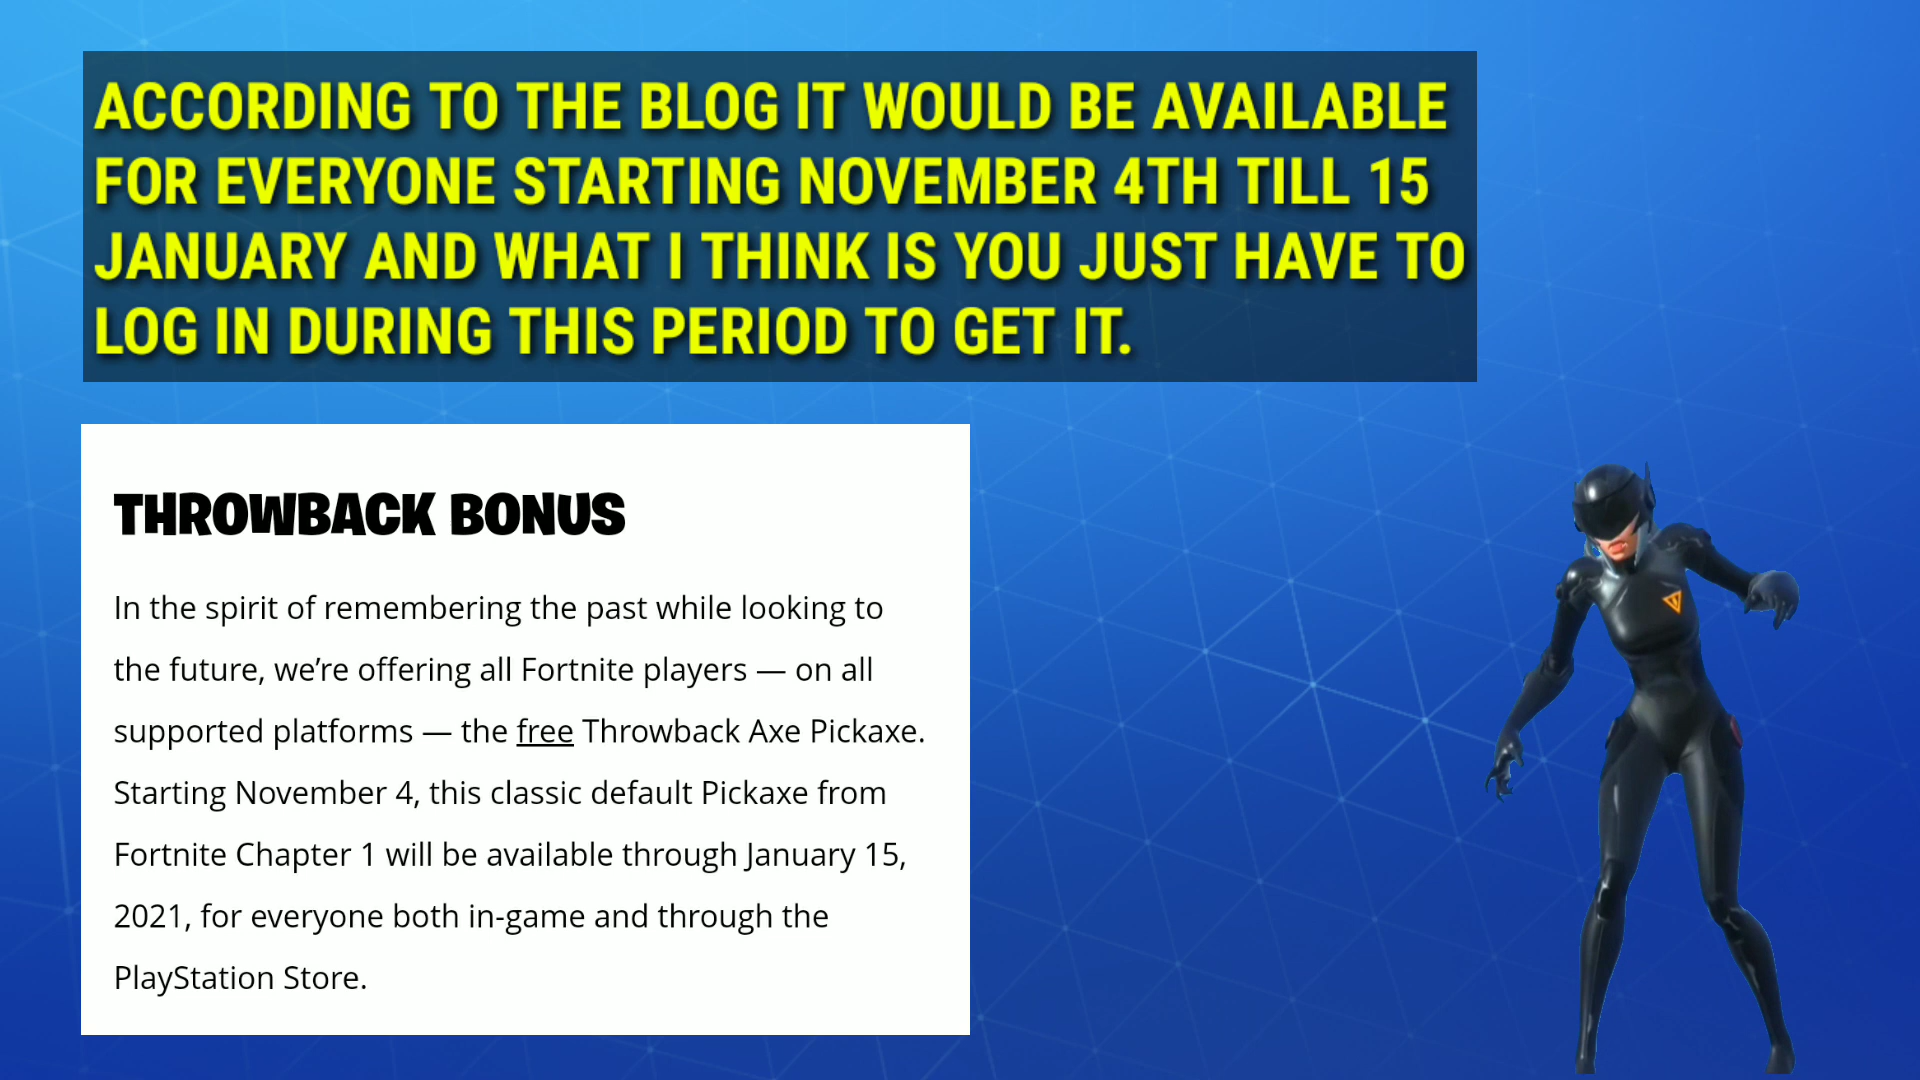 ACCORDING TO THE BLOG IT WOULD BE AVAILABLE
FOR EVERYONE STARTING NOVEMBER 4TH TILL 15
JANUARY AND WHAT I THINK IS YOU JUST HAVE TO
LOG IN DURING THIS PERIOD TO GET IT.
THROWBACK BONUS
In the spirit of remembering the past while looking to
the future, we’re offering all Fortnite players — on all
supported platforms — the free Throwback Axe Pickaxe.
Starting November 4, this classic default Pickaxe from
Fortnite Chapter 1 will be available through January 15,
2021, for everyone both in-game and through the
PlayStation Store.